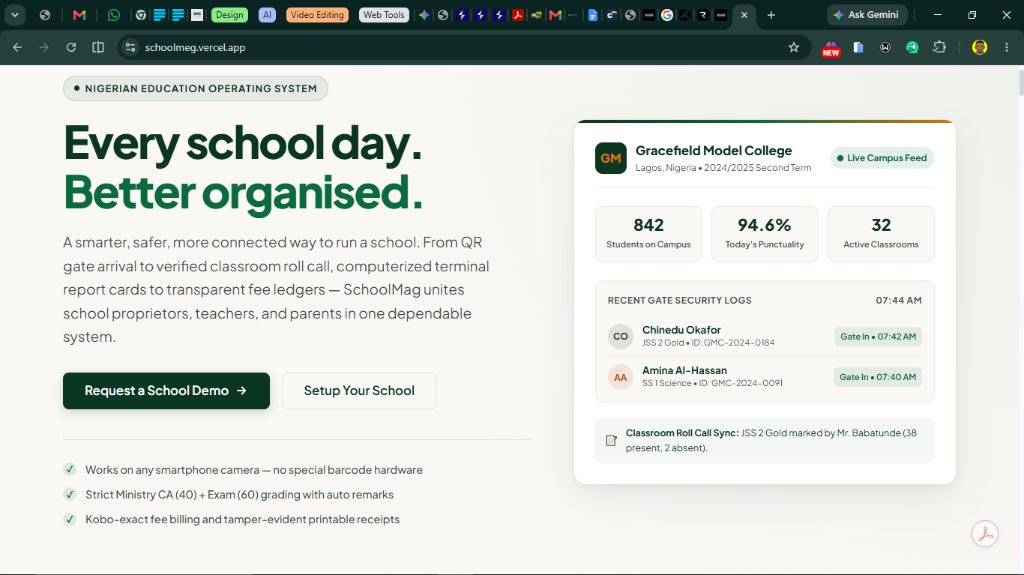 Design
AI
Video Editing
Web Tools
Ask Gemini
schoolmeg.vercel.app
NEW
• NIGERIAN EDUCATION OPERATING SYSTEM
Every school day.
Better organised.
A smarter, safer, more connected way to run a school. From QR
gate arrival to verified classroom roll call, computerized terminal
report cards to transparent fee ledgers — SchoolMag unites
school proprietors, teachers, and parents in one dependable
system.
Request a School Demo →
Setup Your School
✓ Works on any smartphone camera — no special barcode hardware
✓ Strict Ministry CA (40) + Exam (60) grading with auto remarks
✓ Kobo-exact fee billing and tamper-evident printable receipts
GM
Gracefield Model College
Lagos, Nigeria • 2024/2025 Second Term
• Live Campus Feed
842
Students on Campus
94.6%
Today's Punctuality
32
Active Classrooms
RECENT GATE SECURITY LOGS
07:44 AM
CO
Chinedu Okafor
JSS 2 Gold • ID: GMC-2024-0184
Gate In • 07:42 AM
AA
Amina Al-Hassan
SS 1 Science • ID: GMC-2024-0091
Gate In • 07:40 AM
Classroom Roll Call Sync: JSS 2 Gold marked by Mr. Babatunde (38
present, 2 absent).